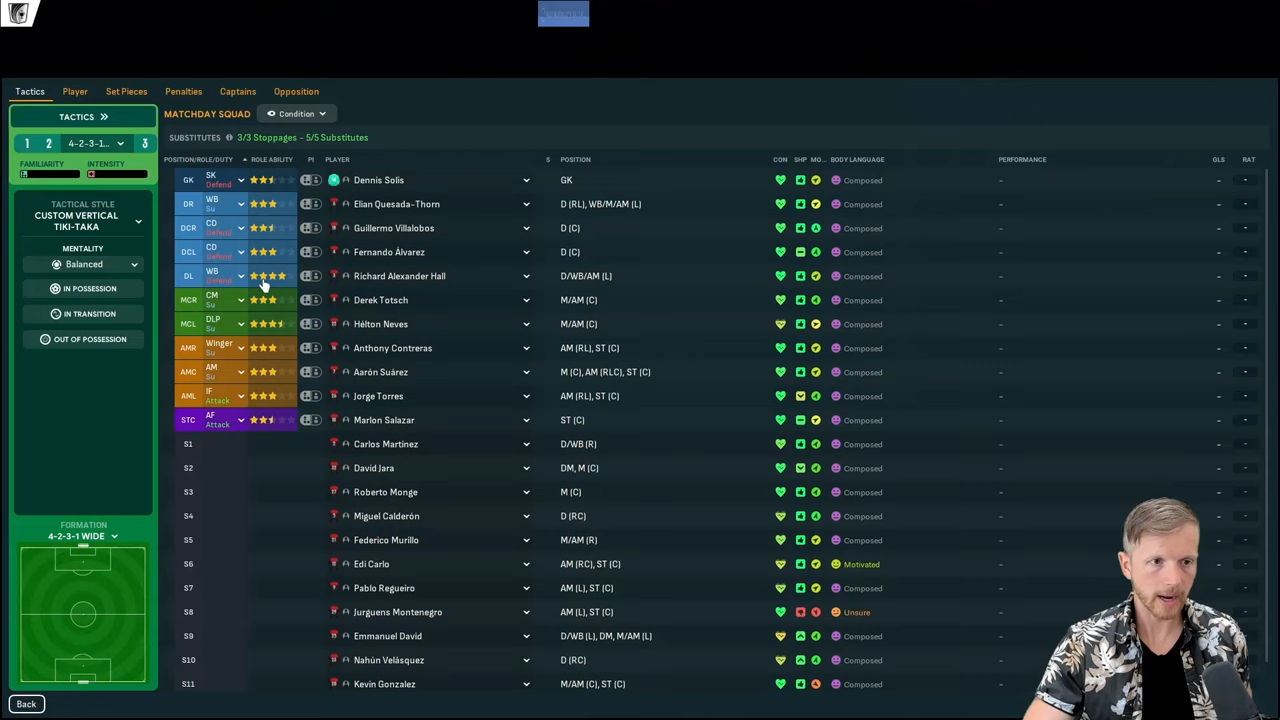 Tactics Player Set Pieces Penalties Captains Opposition
TACTICS
MATCHDAY SQUAD Condition
1 2 4-2-3-1... 3
SUBSTITUTES 3/3 Stoppages - 5/5 Substitutes
FAMILIARITY INTENSITY
POSITION/ROLE/DUTY ROLE ABILITY PI PLAYER S POSITION CON SHP MO... BODY LANGUAGE PERFORMANCE GLS RAT
GK SK Defend Dennis Solis GK Composed - - -
DR WB Su Elian Quesada-Thorn D (RL), WB/M/AM (L) Composed - - -
DCR CD Defend Guillermo Villalobos D (C) Composed - - -
DCL CD Defend Fernando Álvarez D (C) Composed - - -
DL WB Defend Richard Alexander Hall D/WB/AM (L) Composed - - -
MCR CM Su Derek Totsch M/AM (C) Composed - - -
MCL DLP Su Hélton Neves M/AM (C) Composed - - -
AMR Winger Su Anthony Contreras AM (RL), ST (C) Composed - - -
AMC AM Su Aarón Suárez M (C), AM (RLC), ST (C) Composed - - -
AML IF Attack Jorge Torres AM (RL), ST (C) Composed - - -
STC AF Attack Marlon Salazar ST (C) Composed - - -
S1 Carlos Martínez D/WB (R) Composed - - -
S2 David Jara DM, M (C) Composed - - -
S3 Roberto Monge M (C) Composed - - -
S4 Miguel Calderón D (RC) Composed - - -
S5 Federico Murillo M/AM (R) Composed - - -
S6 Edi Carlo AM (RC), ST (C) Motivated - - -
S7 Pablo Regueiro AM (L), ST (C) Composed - - -
S8 Jurguens Montenegro AM (L), ST (C) Unsure - - -
S9 Emmanuel David D/WB (L), DM, M/AM (L) Composed - - -
S10 Nahún Velásquez D (RC) Composed - - -
S11 Kevin Gonzalez M/AM (C), ST (C) Composed - - -
TACTICAL STYLE
CUSTOM VERTICAL
TIKI-TAKA
MENTALITY
Balanced
IN POSSESSION
IN TRANSITION
OUT OF POSSESSION
FORMATION
4-2-3-1 WIDE
Back